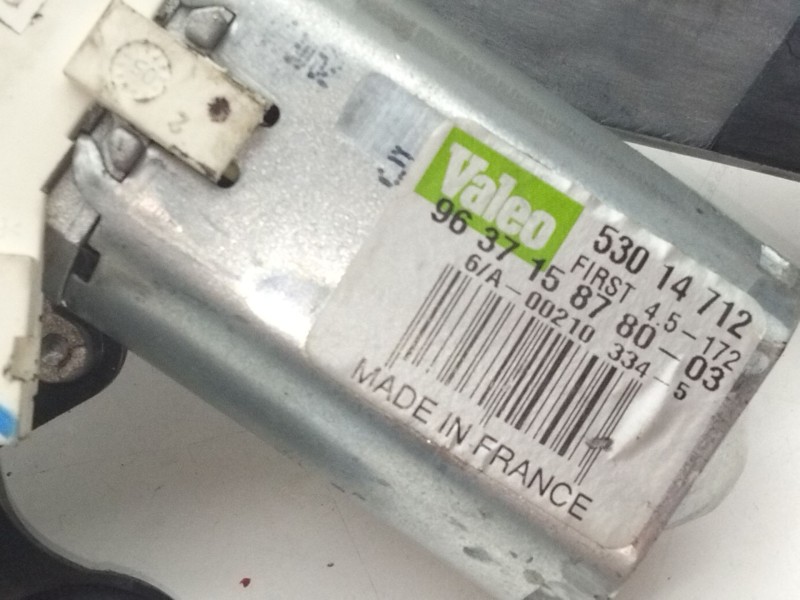 Valeo
530 14 712
FIRST 4.5-172
96 37 15 87 80-03
6/A-00210 334-5
MADE IN FRANCE
2